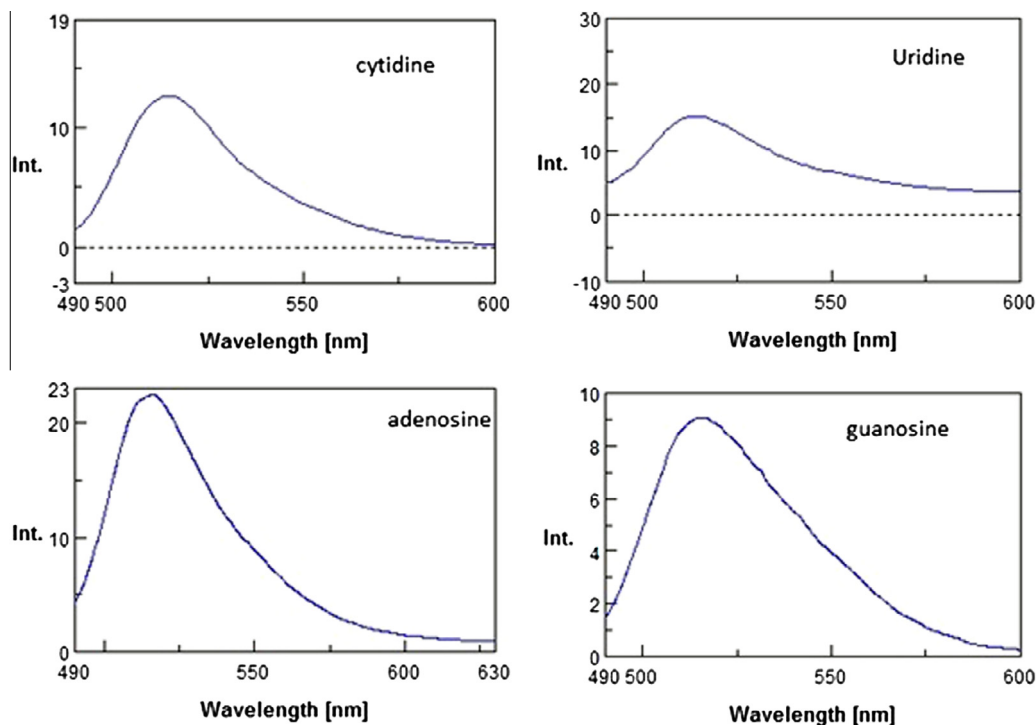 19
cytidine
10
Int.
0
-3
490 500 550 600
Wavelength [nm]
30
Uridine
20
Int.
10
0
-10
490 500 550 600
Wavelength [nm]
23
20
adenosine
Int.
10
0
490 550 600 630
Wavelength [nm]
10
guanosine
8
6
Int.
4
2
0
490 500 550 600
Wavelength [nm]